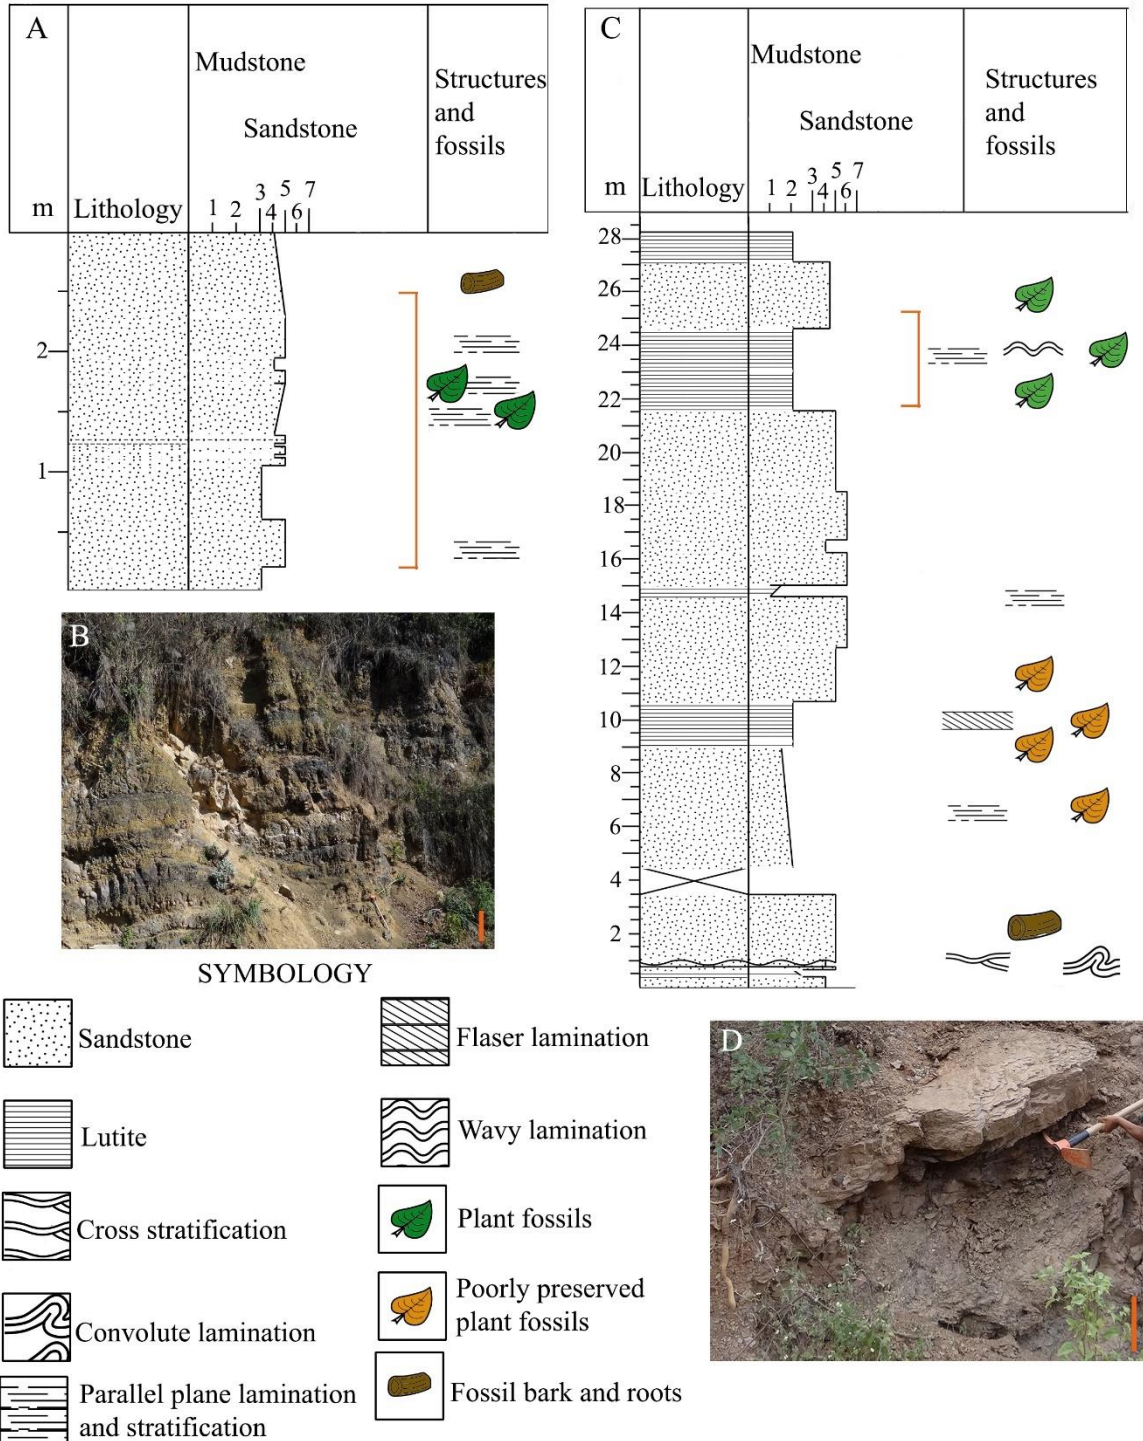 A
Mudstone
Sandstone
Structures
and
fossils
m
Lithology
1 2 3 4 5 6 7
2
1
B
C
Mudstone
Sandstone
Structures
and
fossils
m
Lithology
1 2 3 4 5 6 7
28
26
24
22
20
18
16
14
12
10
8
6
4
2
D
SYMBOLOGY
Sandstone
Lutite
Cross stratification
Convolute lamination
Parallel plane lamination
and stratification
Flaser lamination
Wavy lamination
Plant fossils
Poorly preserved
plant fossils
Fossil bark and roots